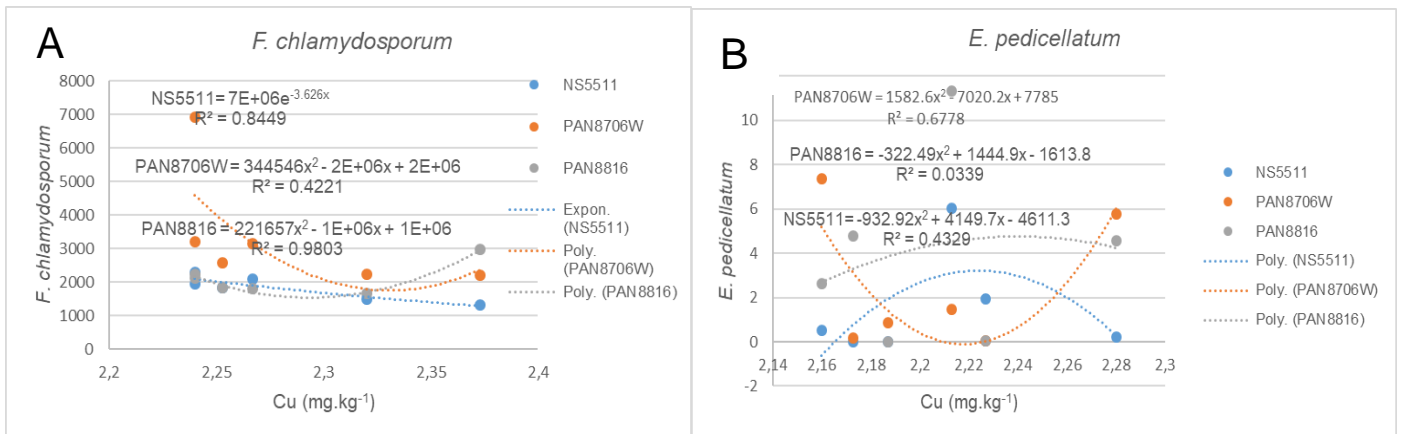 A
F. chlamydosporum
8000
7000
6000
5000
4000
3000
2000
1000
0
F. chlamydosporum
NS5511= 7E+06e-3.626x
R² = 0.8449
PAN8706W = 344546x² - 2E+06x + 2E+06
R² = 0.4221
PAN8816 = 221657x² - 1E+06x + 1E+06
R² = 0.9803
2,2 2,25 2,3 2,35 2,4
Cu (mg.kg-1)
NS5511
PAN8706W
PAN8816
Expon.
(NS5511)
Poly.
(PAN8706W)
Poly. (PAN8816)
B
E. pedicellatum
10
8
6
4
2
0
-2
E. pedicellatum
PAN8706W = 1582.6x² - 7020.2x + 7785
R² = 0.6778
PAN8816= -322.49x² + 1444.9x - 1613.8
R² = 0.0339
NS5511=-932.92x² + 4149.7x - 4611.3
R² = 0.4329
2,14 2,16 2,18 2,2 2,22 2,24 2,26 2,28 2,3
Cu (mg.kg-1)
NS5511
PAN8706W
PAN8816
Poly. (NS5511)
Poly. (PAN8706W)
Poly. (PAN8816)